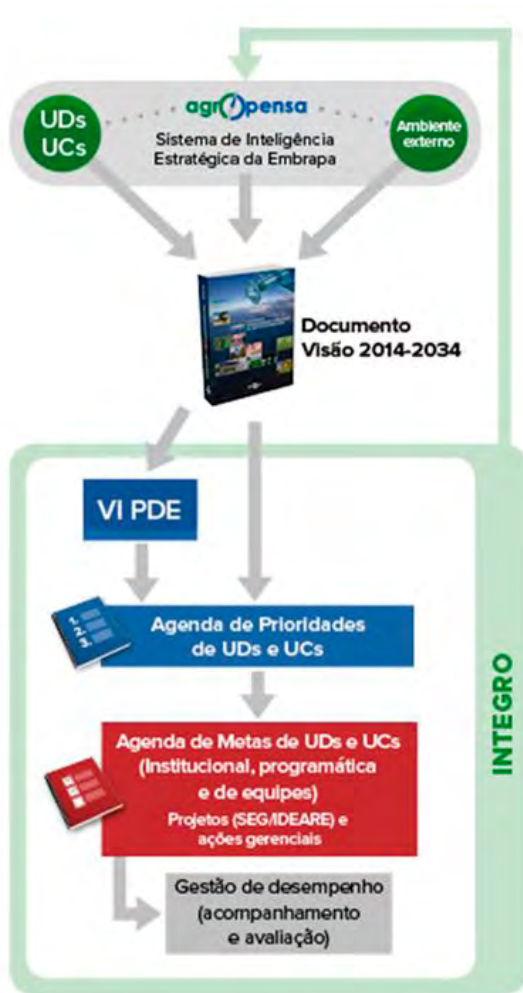 UDs
UCs
agropensa
Sistema de Inteligência
Estratégica da Embrapa
Ambiente
externo
Documento
Visão 2014-2034
VI PDE
Agenda de Prioridades
de UDs e UCs
Agenda de Metas de UDs e UCs
(Institucional, programática
e de equipes)
Projetos (SEG/IDEARE) e
ações gerenciais
Gestão de desempenho
(acompanhamento
e avaliação)
INTEGRO